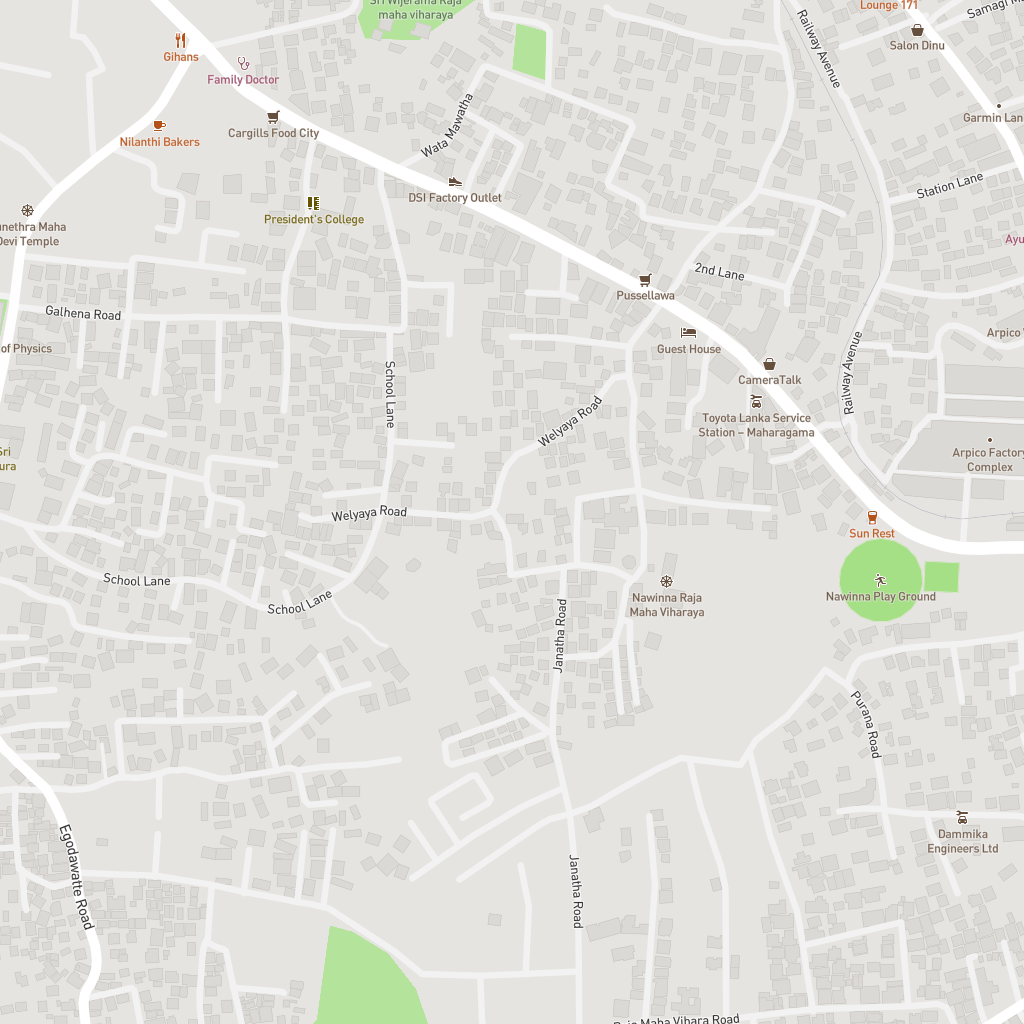 Sri Wijerama Raja
maha viharaya
Lounge 171
Samagi M
Salon Dinu
Gihans
Family Doctor
Railway Avenue
Garmin Lan
Cargills Food City
Nilanthi Bakers
Wata Mawatha
DSI Factory Outlet
Station Lane
President's College
unethra Maha
Devi Temple
Ayu
2nd Lane
Pussellawa
Galhena Road
of Physics
Guest House
Arpico
Railway Avenue
CameraTalk
School Lane
Toyota Lanka Service
Station – Maharagama
Welyaya Road
Sri
ura
Arpico Factory
Complex
Welyaya Road
Sun Rest
School Lane
School Lane
Nawinna Raja
Maha Viharaya
Nawinna Play Ground
Janatha Road
Purana Road
Egodawatte Road
Dammika
Engineers Ltd
Janatha Road
Raja Maha Vihara Road